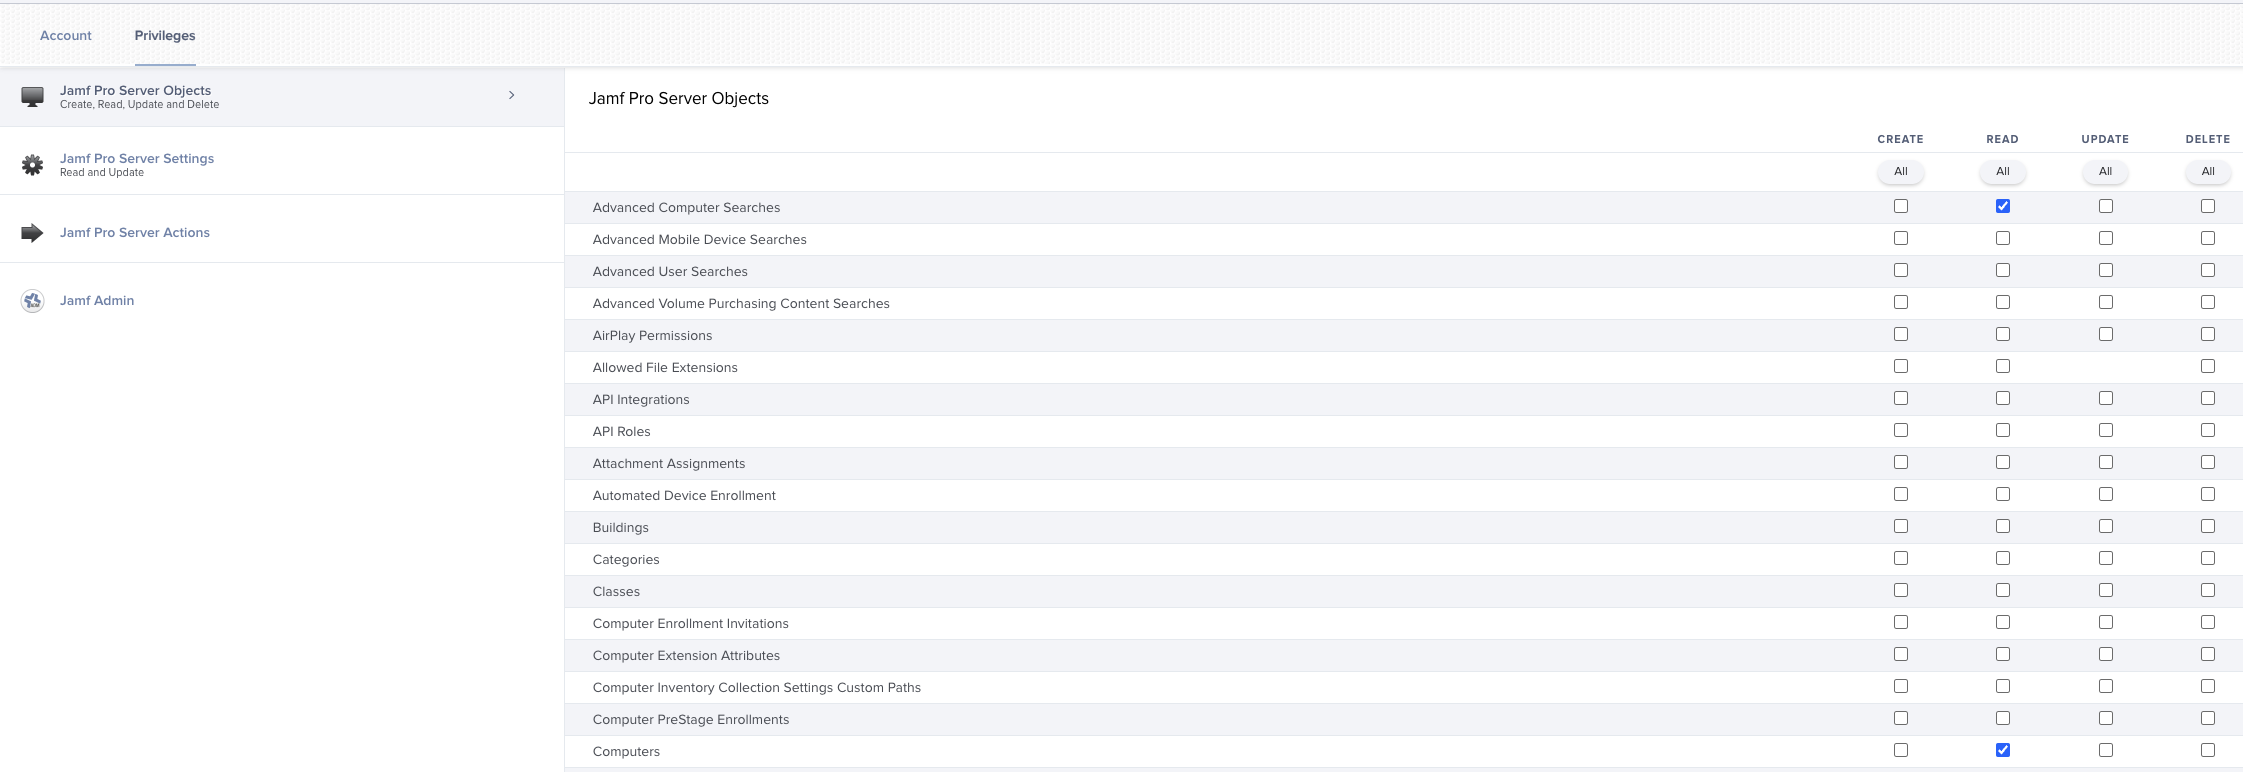 Account Privileges
Jamf Pro Server Objects
Create, Read, Update and Delete
Jamf Pro Server Settings
Read and Update
Jamf Pro Server Actions
Jamf Admin
Jamf Pro Server Objects
CREATE READ UPDATE DELETE
All All All All
Advanced Computer Searches
Advanced Mobile Device Searches
Advanced User Searches
Advanced Volume Purchasing Content Searches
AirPlay Permissions
Allowed File Extensions
API Integrations
API Roles
Attachment Assignments
Automated Device Enrollment
Buildings
Categories
Classes
Computer Enrollment Invitations
Computer Extension Attributes
Computer Inventory Collection Settings Custom Paths
Computer PreStage Enrollments
Computers